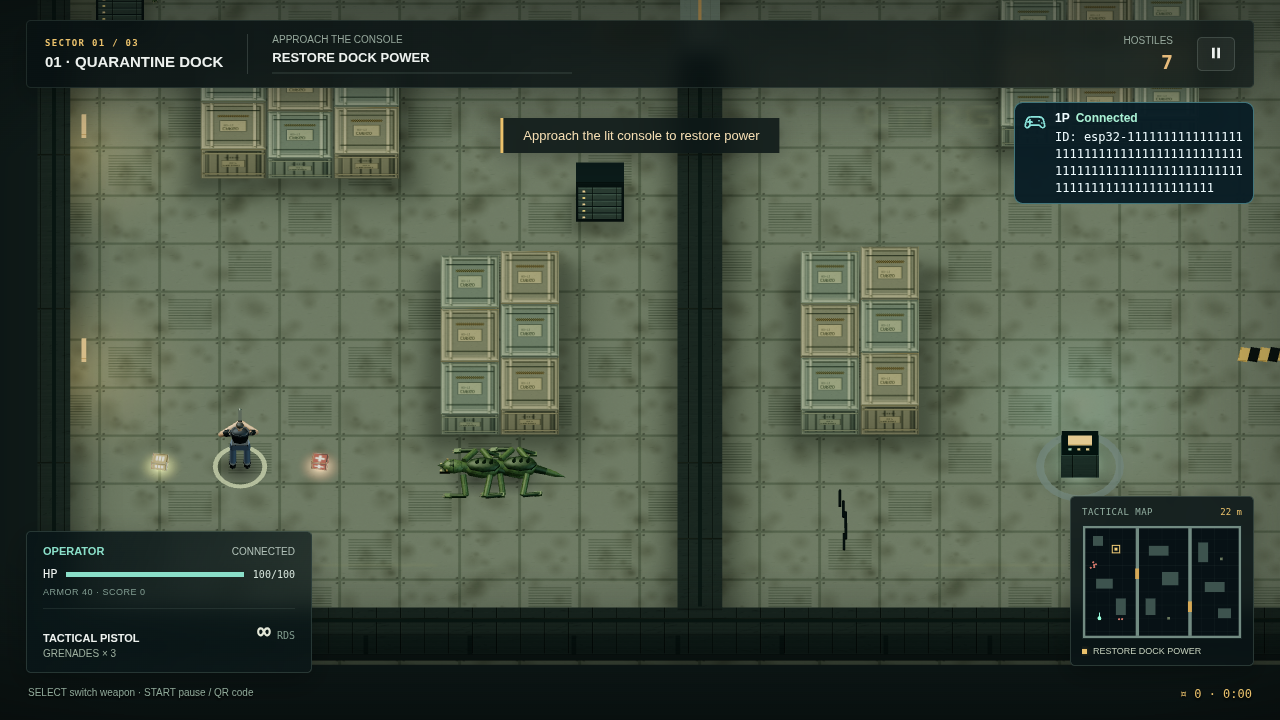 SECTOR 01 / 03
01 · QUARANTINE DOCK
APPROACH THE CONSOLE
RESTORE DOCK POWER
HOSTILES
7
Approach the lit console to restore power
1P Connected
ID: esp32-1111111111111111
11111111111111111111111111
11111111111111111111111111
1111111111111111111111
OPERATOR
CONNECTED
HP
100/100
ARMOR 40 · SCORE 0
TACTICAL PISTOL
∞ RDS
GRENADES × 3
TACTICAL MAP
22 m
RESTORE DOCK POWER
SELECT switch weapon · START pause / QR code
¤ 0 · 0:00